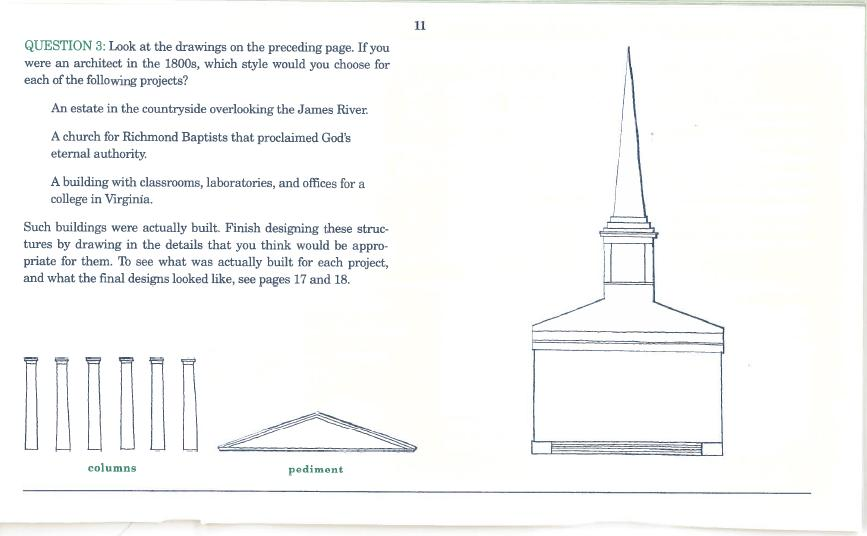 11
QUESTION 3: Look at the drawings on the preceding page. If you
were an architect in the 1800s, which style would you choose for
each of the following projects?
An estate in the countryside overlooking the James River.
A church for Richmond Baptists that proclaimed God's
eternal authority.
A building with classrooms, laboratories, and offices for a
college in Virginia.
Such buildings were actually built. Finish designing these struc-
tures by drawing in the details that you think would be appro-
priate for them. To see what was actually built for each project,
and what the final designs looked like, see pages 17 and 18.
columns
pediment